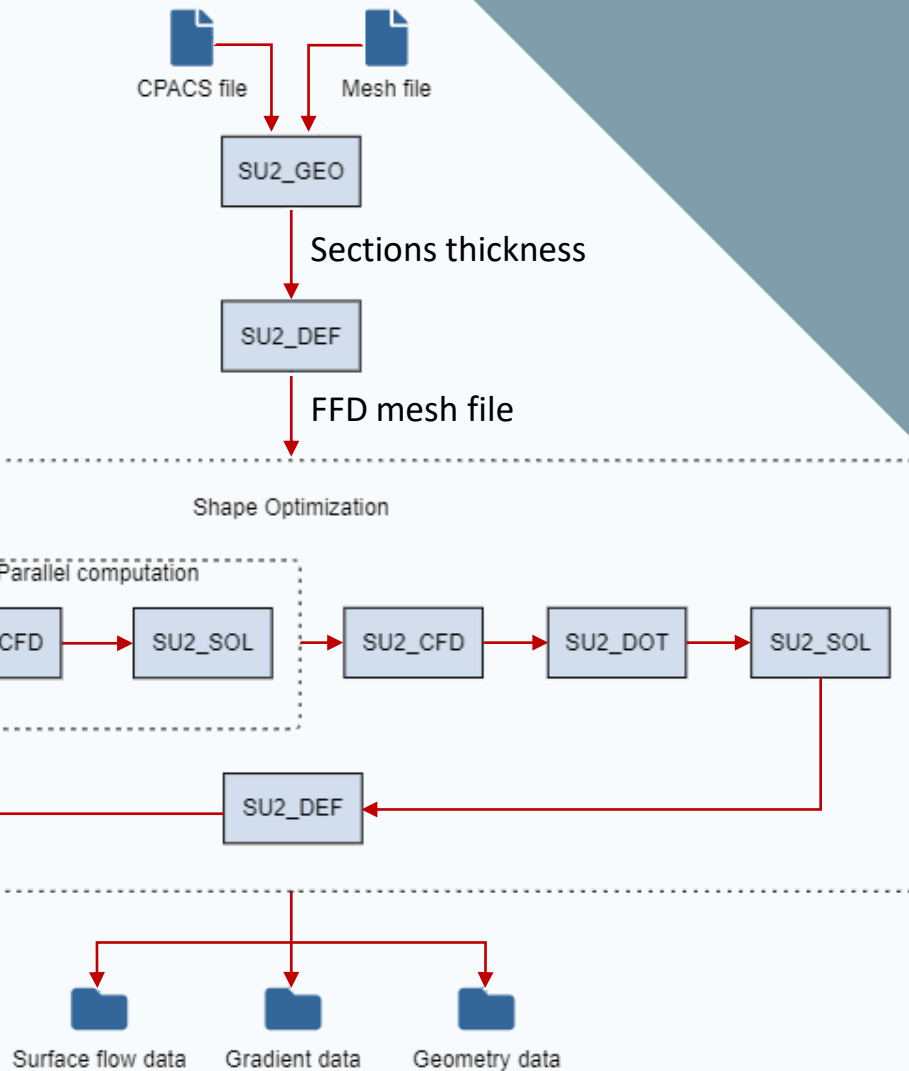 CPACS file
Mesh file
SU2_GEO
Sections thickness
SU2_DEF
FFD mesh file
Shape Optimization
Parallel computation
CFD
SU2_SOL
SU2_CFD
SU2_DOT
SU2_SOL
SU2_DEF
Surface flow data
Gradient data
Geometry data